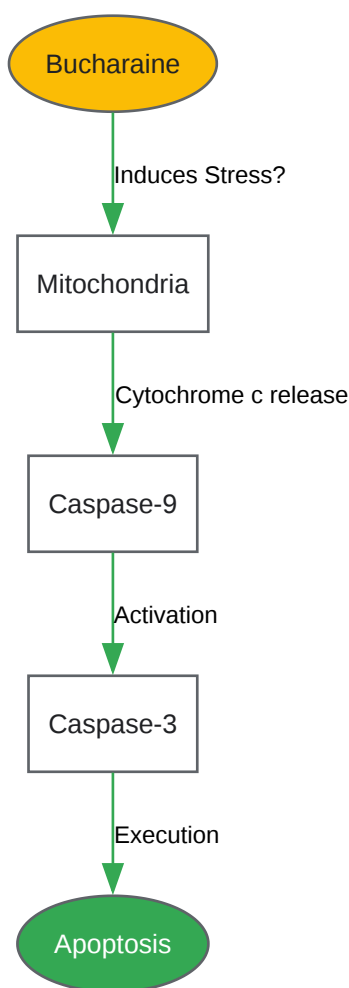 Bucharaine
Induces Stress?
Mitochondria
Cytochrome c release
Caspase-9
Activation
Caspase-3
Execution
Apoptosis